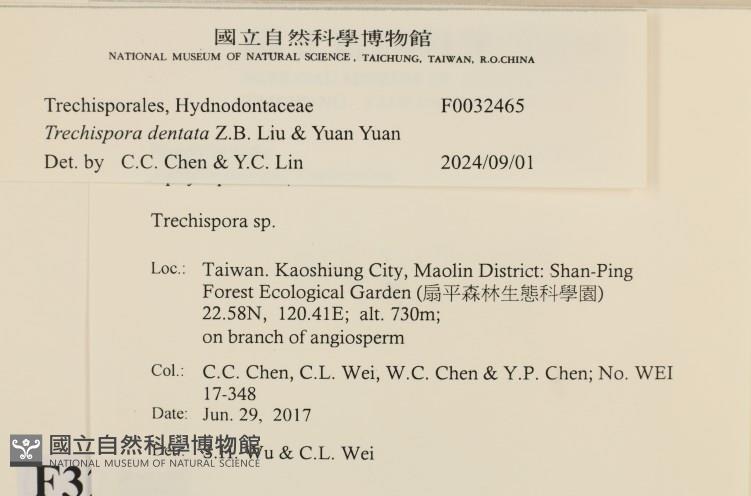 國立自然科學博物館
NATIONAL MUSEUM OF NATURAL SCIENCE, TAICHUNG, TAIWAN, R.O.CHINA
Trechisporales, Hydnodontaceae F0032465
Trechispora dentata Z.B. Liu & Yuan Yuan
Det. by C.C. Chen & Y.C. Lin 2024/09/01
Trechispora sp.
Loc.: Taiwan. Kaoshiung City, Maolin District: Shan-Ping
Forest Ecological Garden (扇平森林生態科學園)
22.58N, 120.41E; alt. 730m;
on branch of angiosperm
Col.: C.C. Chen, C.L. Wei, W.C. Chen & Y.P. Chen; No. WEI
17-348
Date: Jun. 29, 2017
S.H. Wu & C.L. Wei
國立自然科學博物館
NATIONAL MUSEUM OF NATURAL SCIENCE